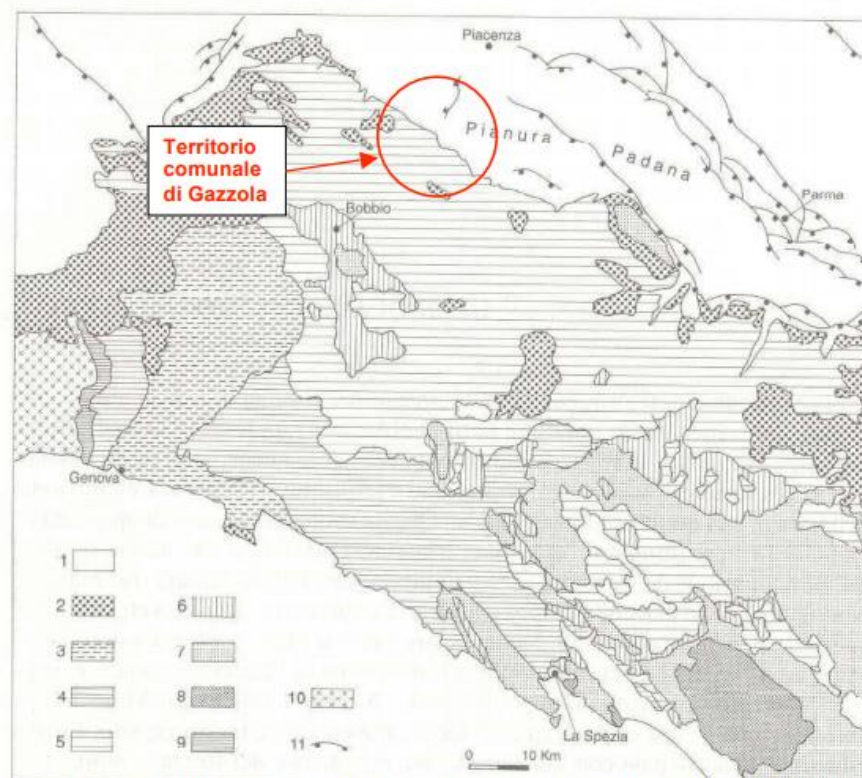 Piacenza
Territorio
comunale
di Gazzola
Pianura
Padana
Parma
Bobbio
Genova
1
2
6
3
7
4
8
10
5
9
11
La Spezia
0 10 Km